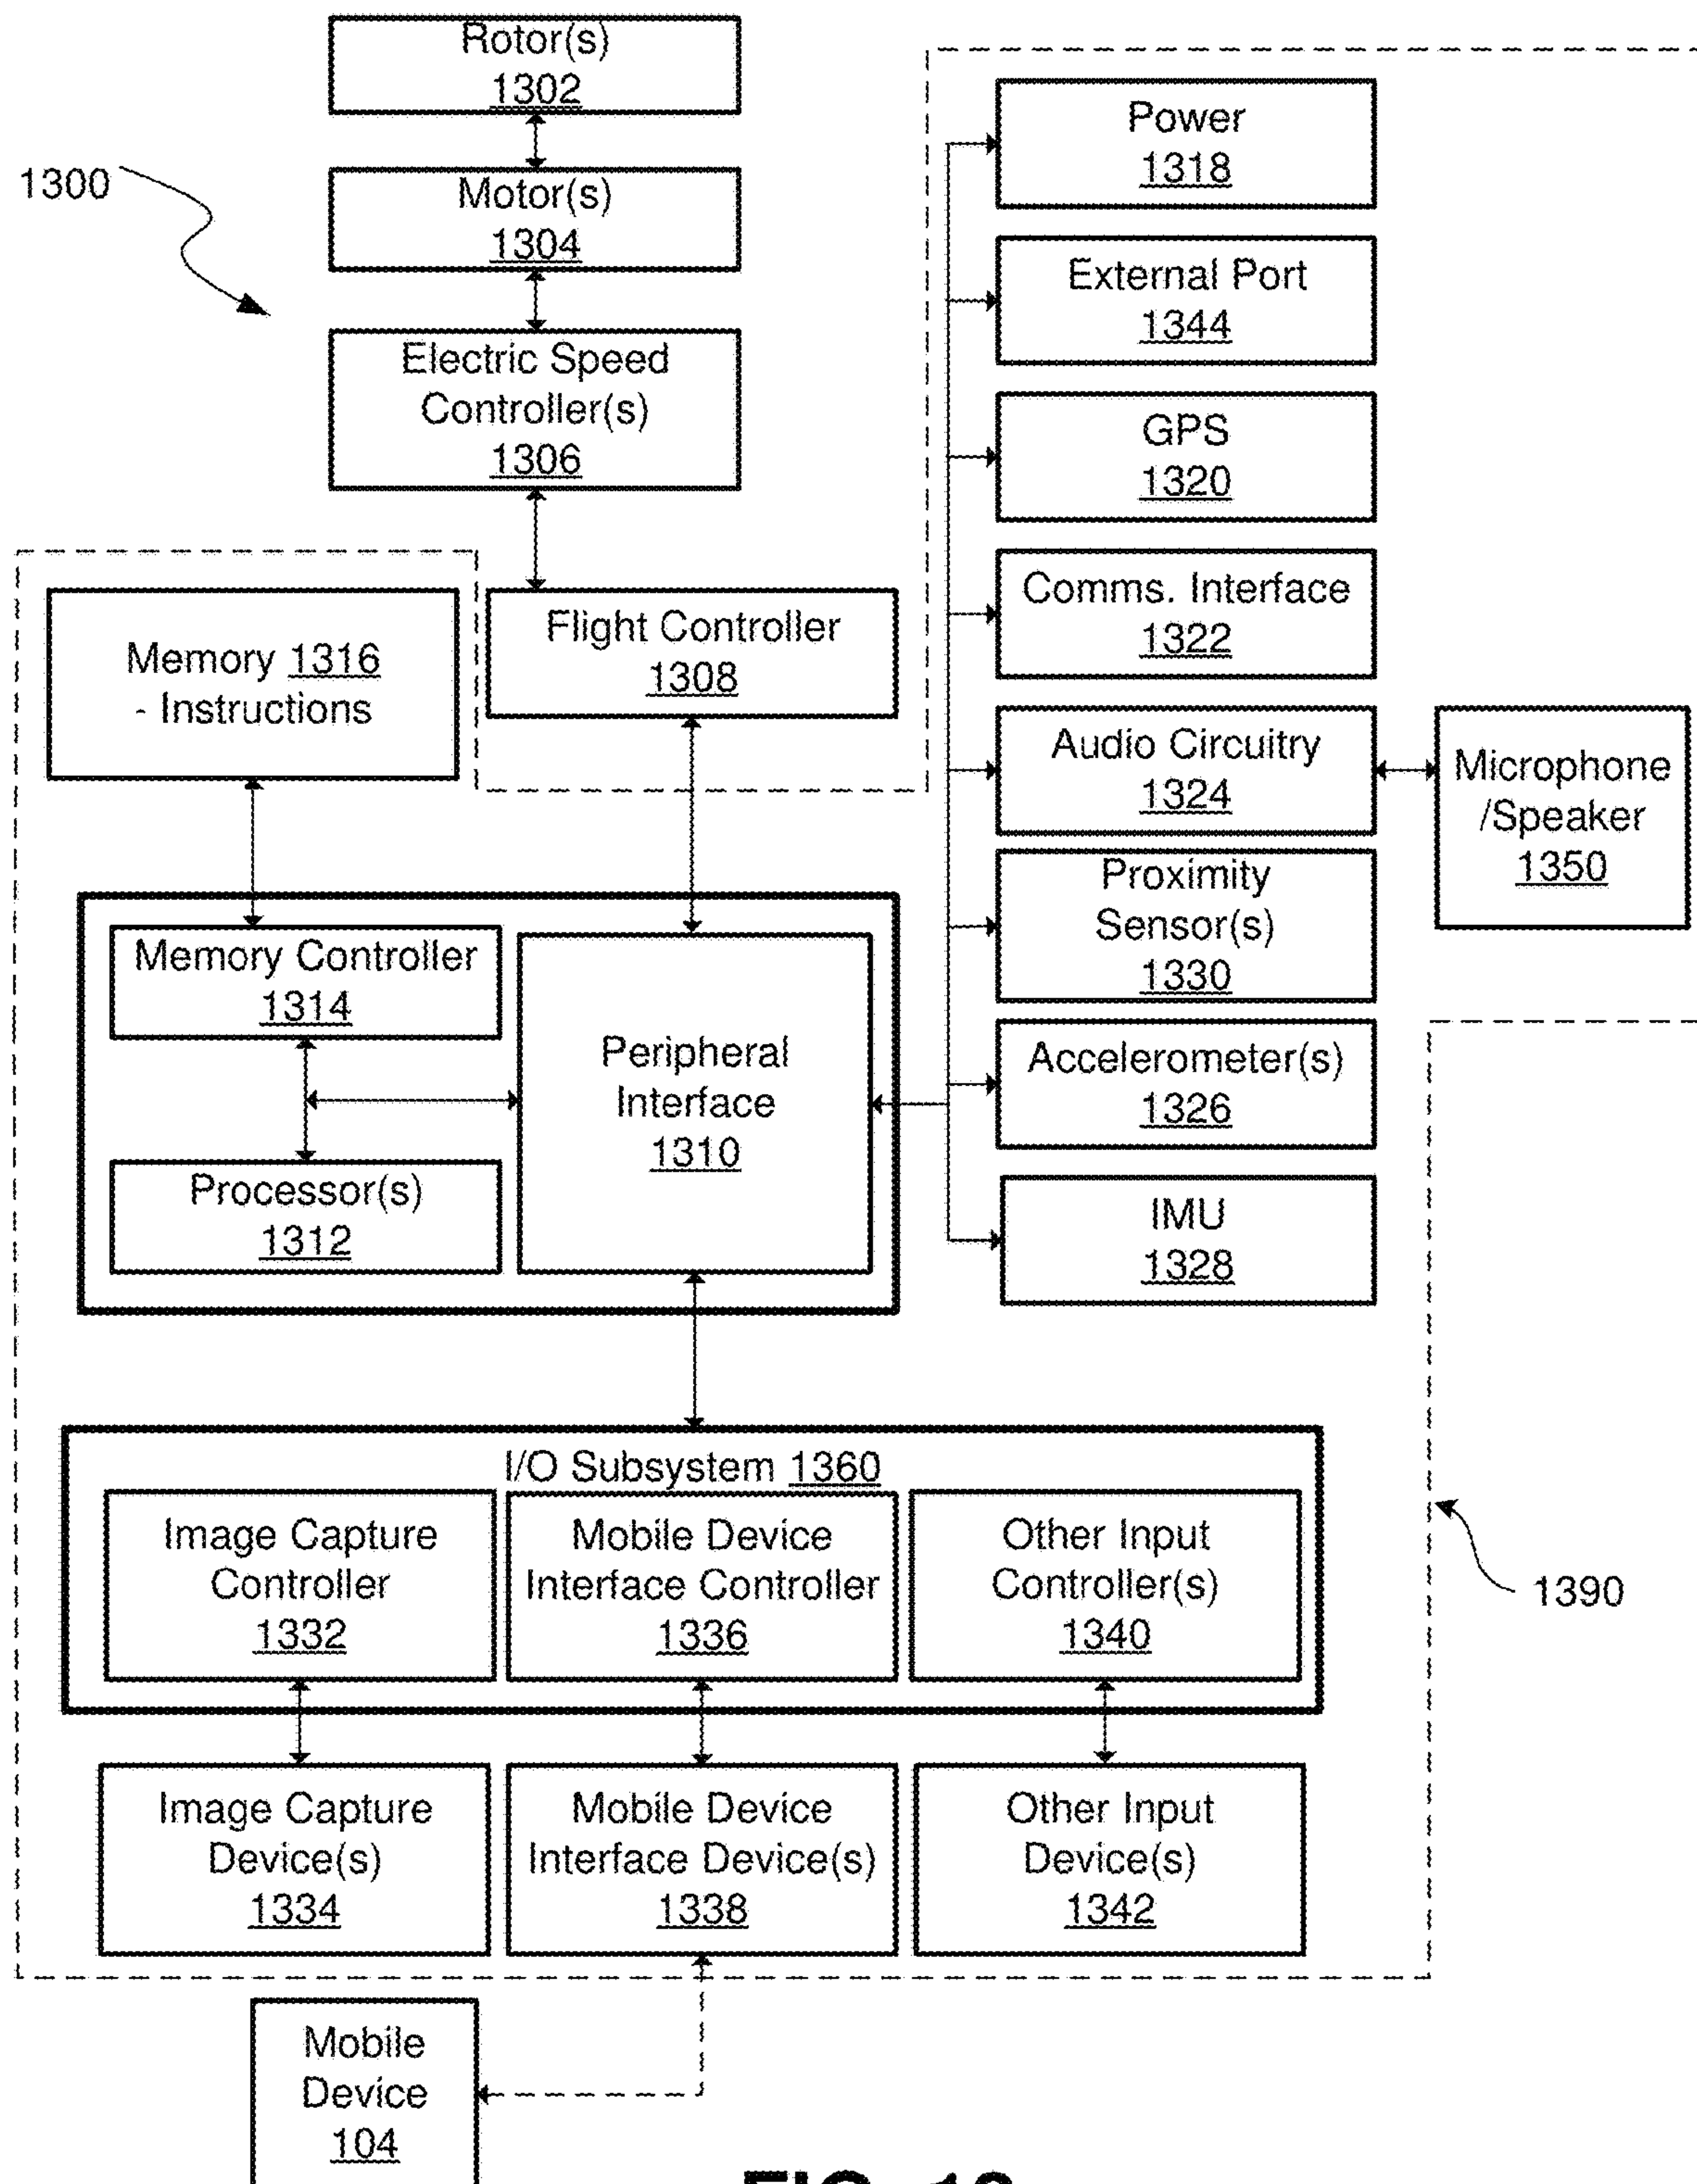 Rotor(s)
1302
1300
Motor(s)
1304
Electric Speed
Controller(s)
1306
Flight Controller
1308
Memory 1316
- Instructions
Power
1318
External Port
1344
GPS
1320
Comms. Interface
1322
Audio Circuitry
1324
Microphone
/Speaker
1350
Proximity
Sensor(s)
1330
Accelerometer(s)
1326
IMU
1328
Memory Controller
1314
Peripheral
Interface
1310
Processor(s)
1312
I/O Subsystem 1360
Image Capture
Controller
1332
Mobile Device
Interface Controller
1336
Other Input
Controller(s)
1340
1390
Image Capture
Device(s)
1334
Mobile Device
Interface Device(s)
1338
Other Input
Device(s)
1342
Mobile
Device
104